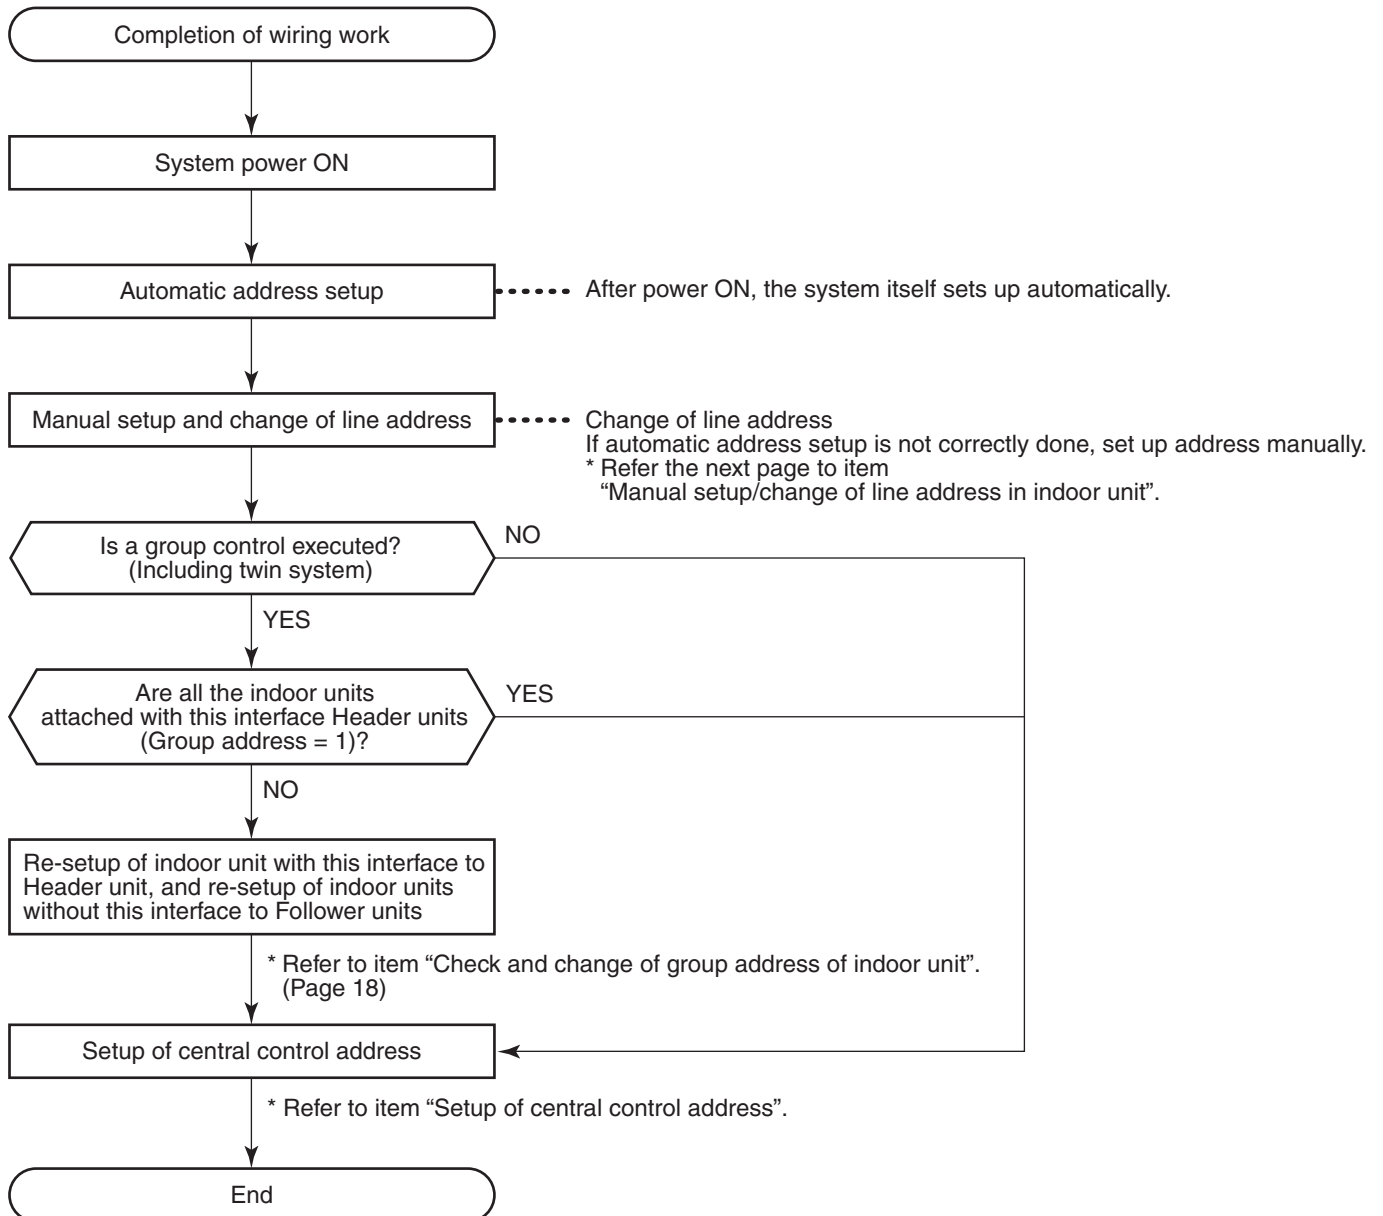 Completion of wiring work
System power ON
Automatic address setup
After power ON, the system itself sets up automatically.
Manual setup and change of line address
Change of line address
If automatic address setup is not correctly done, set up address manually.
* Refer the next page to item
“Manual setup/change of line address in indoor unit”.
Is a group control executed?
(Including twin system)
NO
YES
Are all the indoor units
attached with this interface Header units
(Group address = 1)?
YES
NO
Re-setup of indoor unit with this interface to
Header unit, and re-setup of indoor units
without this interface to Follower units
* Refer to item “Check and change of group address of indoor unit”.
(Page 18)
Setup of central control address
* Refer to item “Setup of central control address”.
End